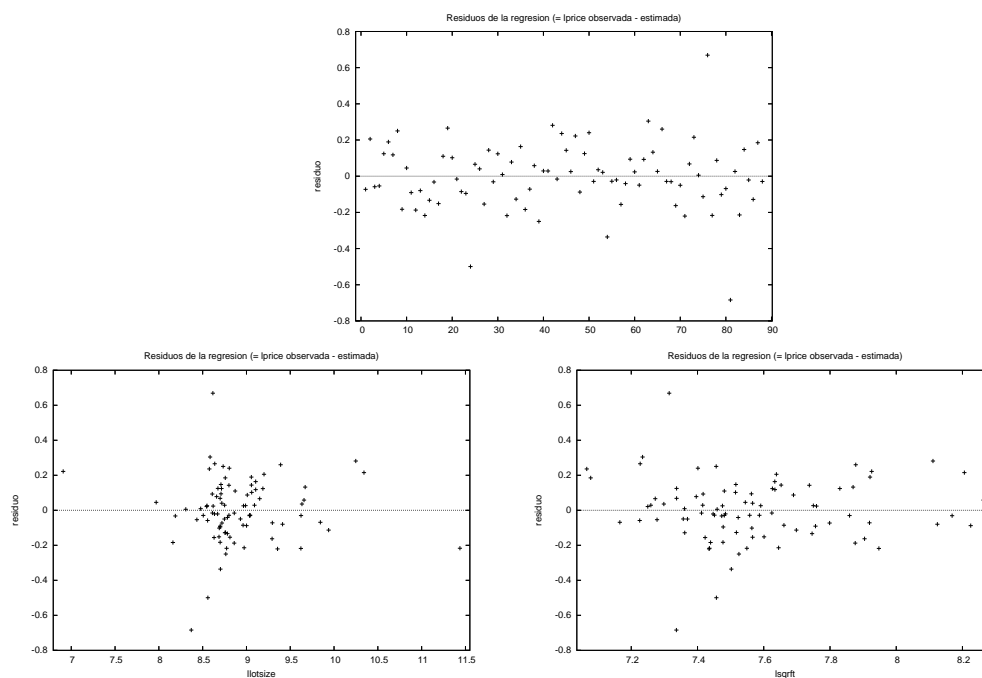 Residuos de la regresion (= lprice observada - estimada)
0.8
0.6
0.4
0.2
0
-0.2
-0.4
-0.6
-0.8
residuo
0 10 20 30 40 50 60 70 80 90
Residuos de la regresion (= lprice observada - estimada)
0.8
0.6
0.4
0.2
0
-0.2
-0.4
-0.6
-0.8
residuo
7 7.5 8 8.5 9 9.5 10 10.5 11 11.5
llotsize
Residuos de la regresion (= lprice observada - estimada)
0.8
0.6
0.4
0.2
0
-0.2
-0.4
-0.6
-0.8
residuo
7.2 7.4 7.6 7.8 8 8.2
lsqrft